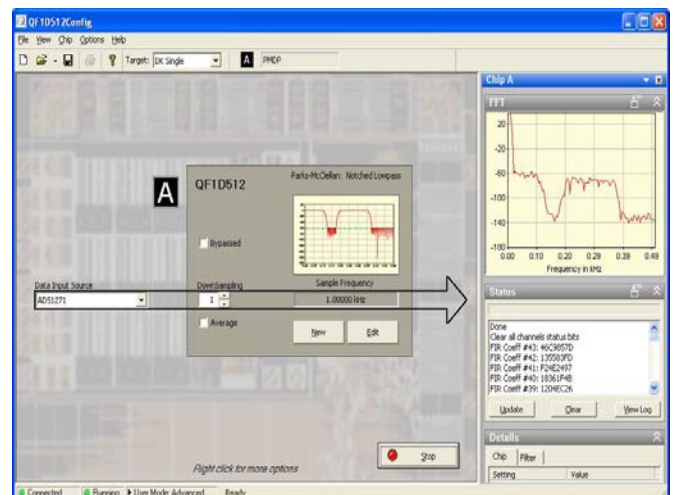 QF1D512Config
File View Chip Options Help
Target: DK Single A PMDP
Chip A
FFT
20
-20
-60
-100
-140
-180
0.00 0.10 0.20 0.29 0.39 0.49
Frequency in kHz
A
QF1D512
Parks-McClellan: Notched Lowpass
Bypassed
Data Input Source
ADS1271
DownSampling
1
Sample Frequency
1.00000 kHz
Average
New Edit
Status
Done
Clear all channels status bits
FIR Coeff #43: 46C9857D
FIR Coeff #42: 135583FD
FIR Coeff #41: F24E2497
FIR Coeff #40: 18361F4B
FIR Coeff #39: 1204EC26
Update Clear View Log
Details
Chip Filter
Setting Value
Stop
Right click for more options
Connected Running User Mode: Advanced Ready